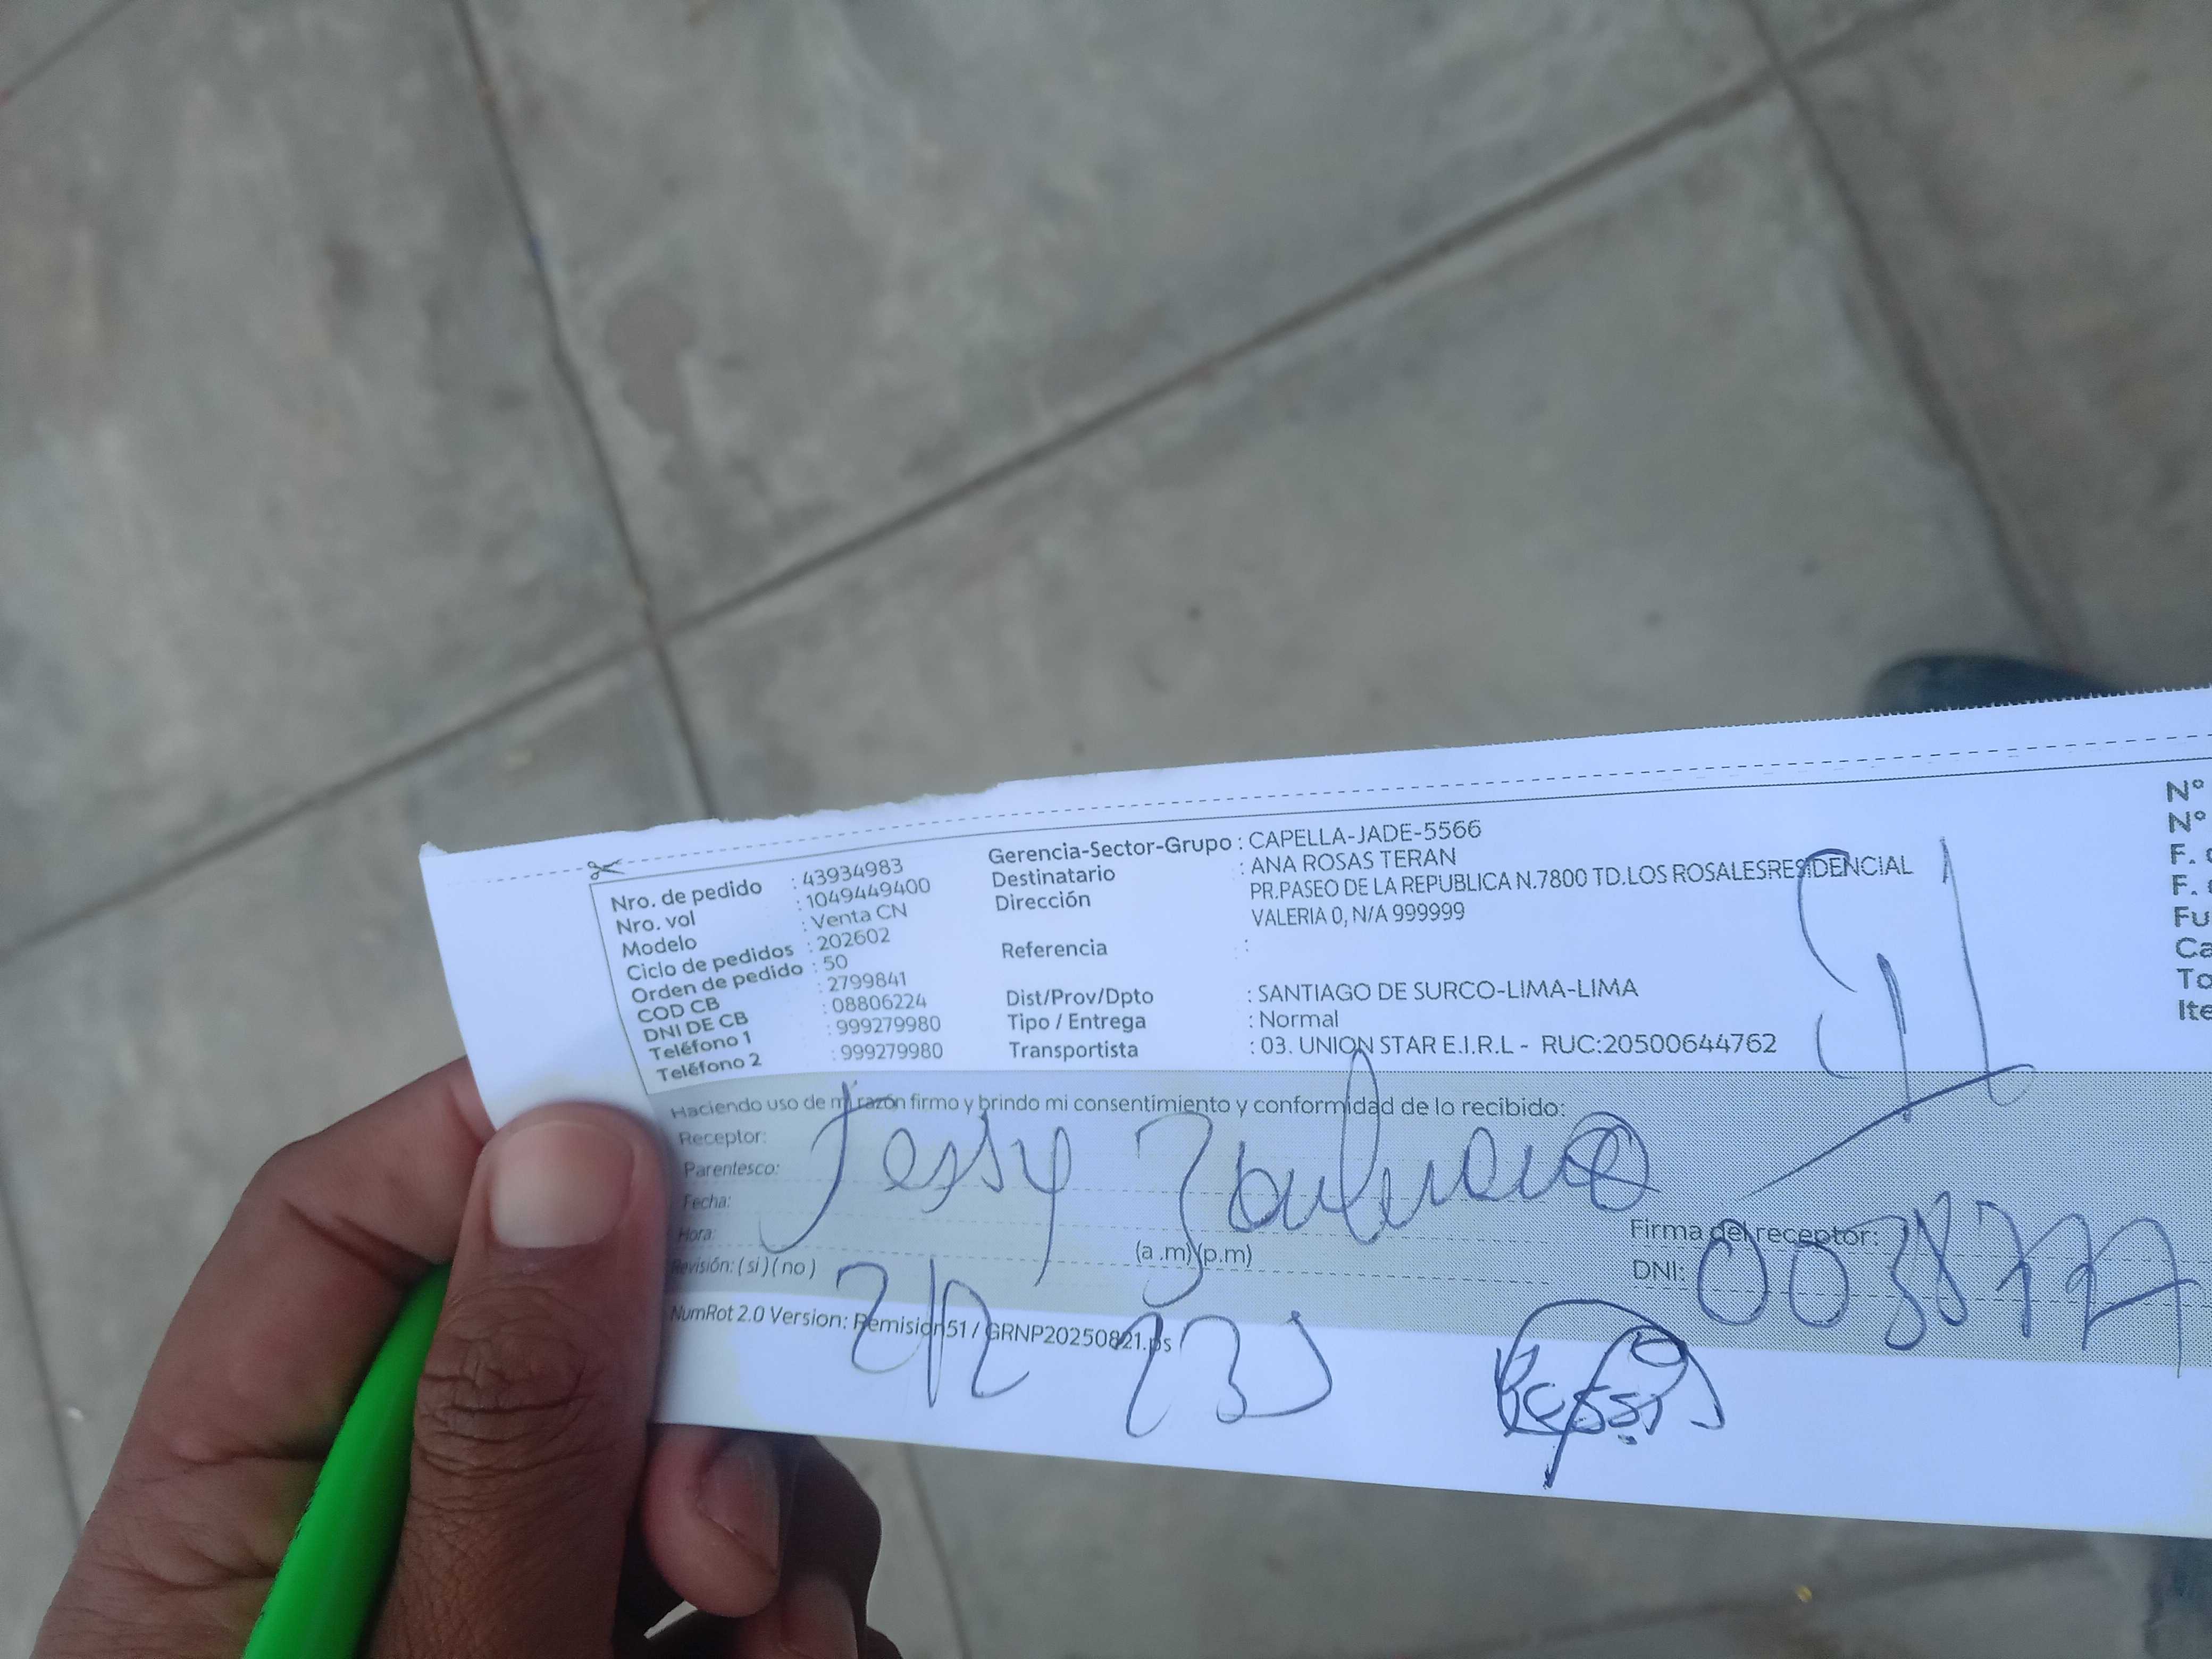 Nro. de pedido : 43934983
Nro. vol : 1049449400
Modelo : Venta CN
Ciclo de pedidos : 202602
Orden de pedido : 50
COD CB : 2799841
DNI DE CB : 08806224
Teléfono 1 : 999279980
Teléfono 2 : 999279980
Gerencia-Sector-Grupo : CAPELLA-JADE-5566
Destinatario : ANA ROSAS TERAN
Dirección PR.PASEO DE LA REPUBLICA N.7800 TD.LOS ROSALESRESIDENCIAL
VALERIA 0, N/A 999999
Referencia :
Dist/Prov/Dpto : SANTIAGO DE SURCO-LIMA-LIMA
Tipo / Entrega : Normal
Transportista : 03. UNION STAR E.I.R.L - RUC:20500644762
N°
N°
F.
F.
Fu
Ca
To
Ite
Haciendo uso de mi razón firmo y brindo mi consentimiento y conformidad de lo recibido:
Receptor: Jessy
Parentesco:
Fecha:
Hora: (a.m)(p.m)
Revisión: (si) (no)
Firma del receptor:
DNI:
NumRot 2.0 Version: Remision51 / GRNP20250821.ps